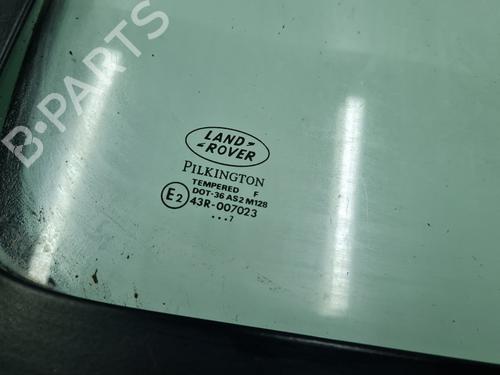 B-PARTS
LAND
ROVER
PILKINGTON
TEMPERED F
DOT-36 AS2 M128
E2 43R-007023
...7